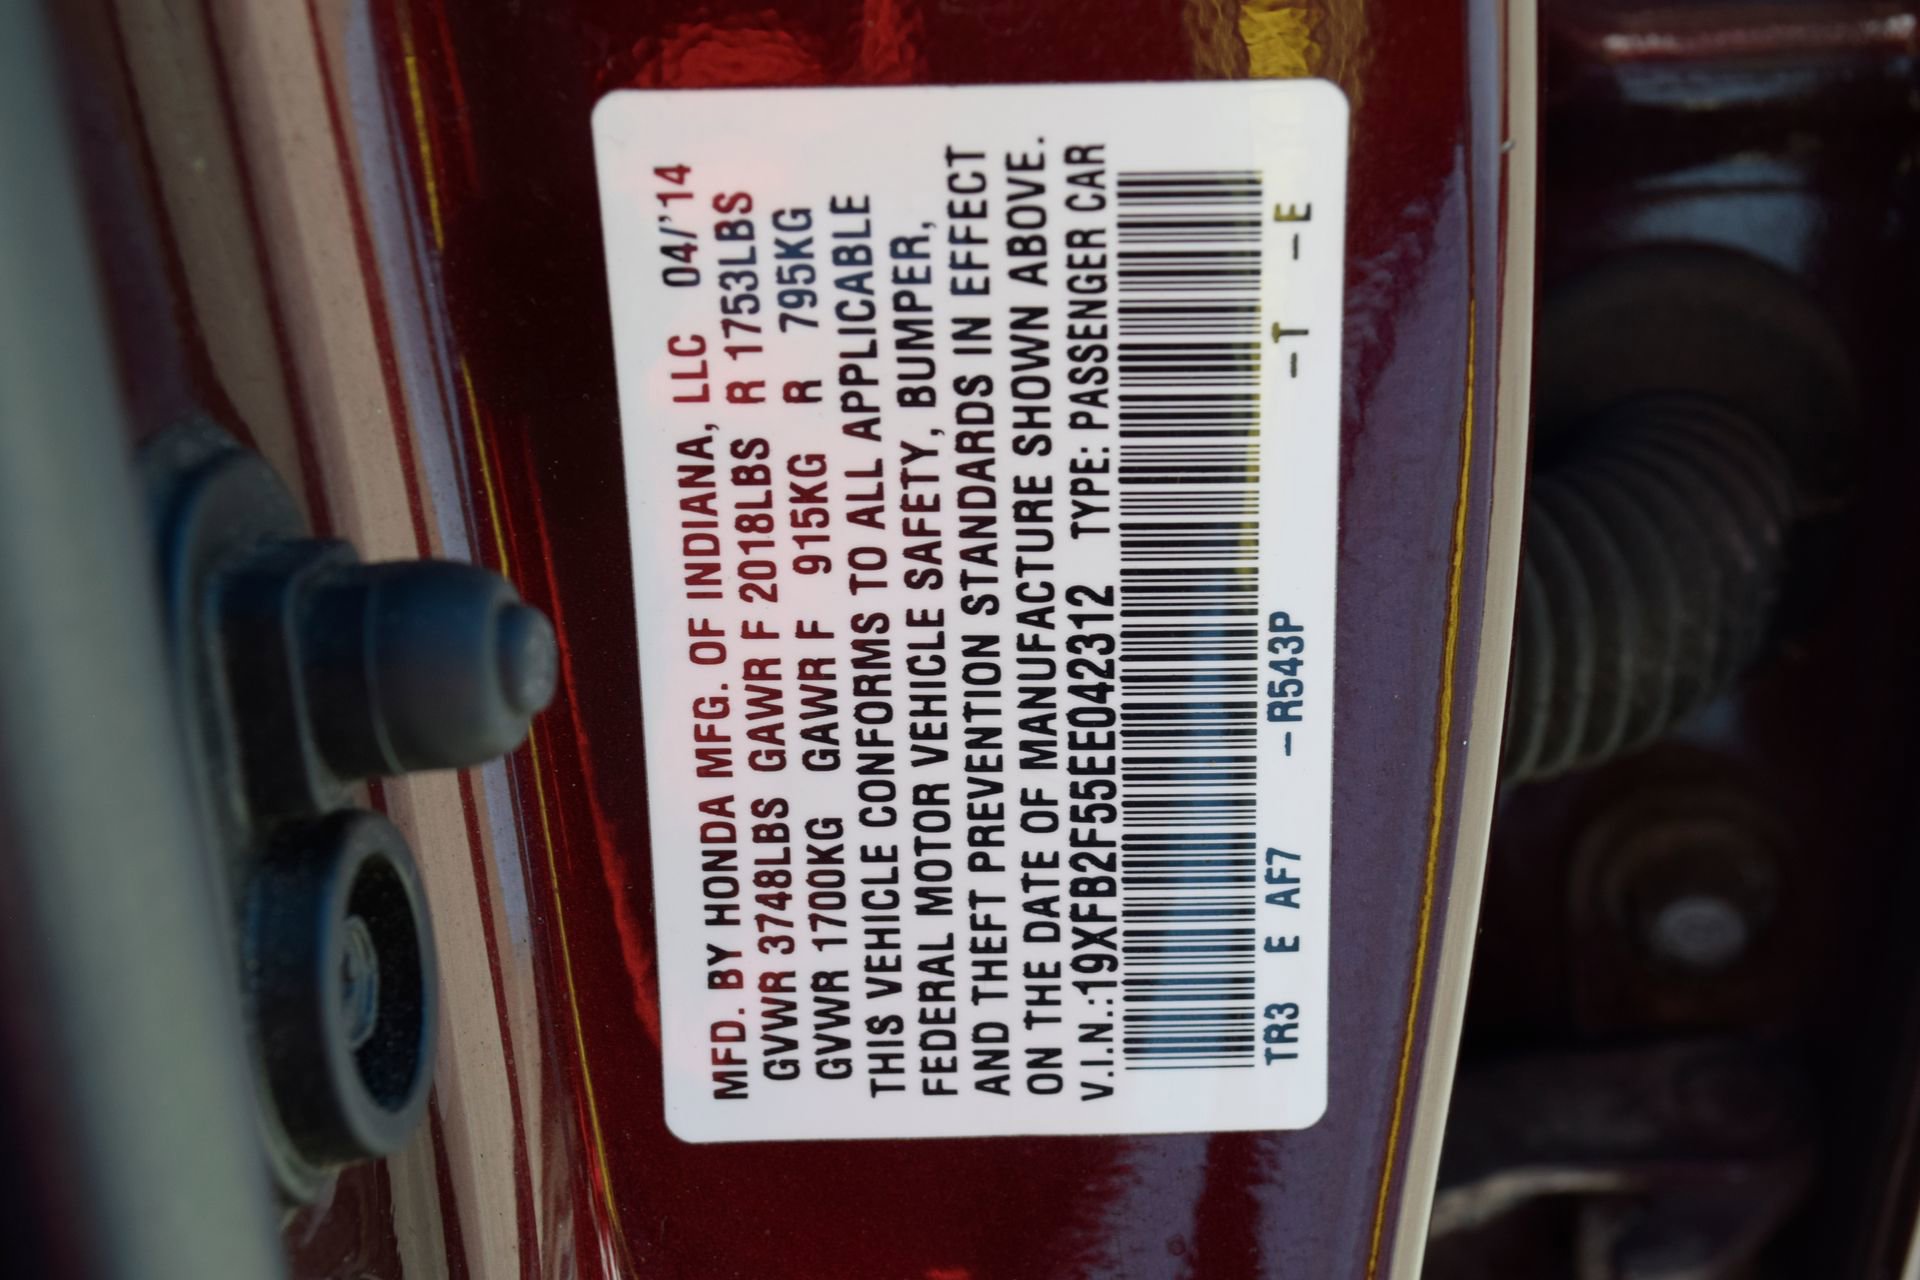 MFD. BY HONDA MFG. OF INDIANA, LLC 04/'14
GVWR 3748LBS GAWR F 2018LBS R 1753LBS
GVWR 1700KG GAWR F 915KG R 795KG
THIS VEHICLE CONFORMS TO ALL APPLICABLE
FEDERAL MOTOR VEHICLE SAFETY, BUMPER,
AND THEFT PREVENTION STANDARDS IN EFFECT
ON THE DATE OF MANUFACTURE SHOWN ABOVE.
V.I.N.:19XFB2F55EE042312 TYPE: PASSENGER CAR
TR3 E AF7 –R543P –T –E